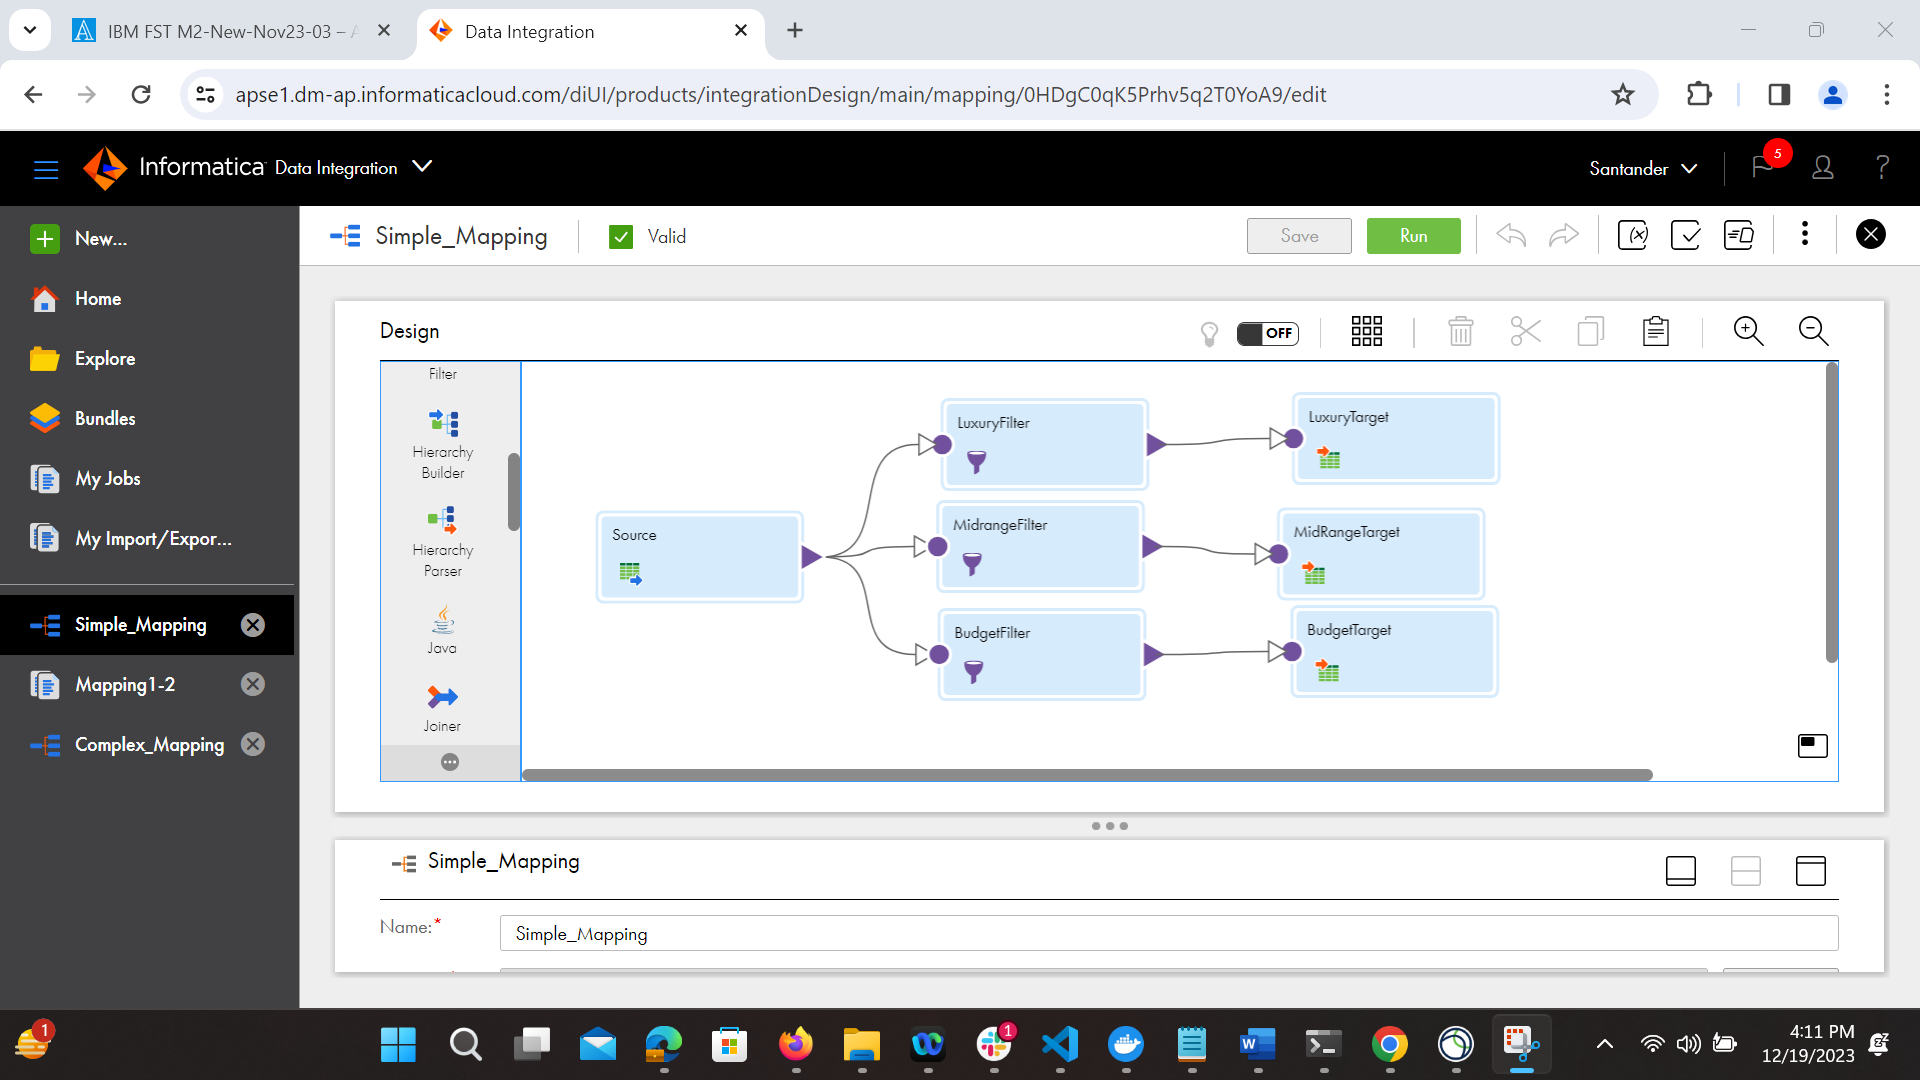 IBM FST M2-New-Nov23-03 –
Data Integration
apse1.dm-ap.informaticacloud.com/diUI/products/integrationDesign/main/mapping/0HDgC0qK5Prhv5q2T0YoA9/edit
Informatica Data Integration
Santander
5
?
New...
Home
Explore
Bundles
My Jobs
My Import/Expor...
Simple_Mapping
Mapping1-2
Complex_Mapping
Simple_Mapping
Valid
Save
Run
(x)
Design
OFF
Filter
Hierarchy
Builder
Hierarchy
Parser
Java
Joiner
Source
LuxuryFilter
MidrangeFilter
BudgetFilter
LuxuryTarget
MidRangeTarget
BudgetTarget
Simple_Mapping
Name:*
Simple_Mapping
1
1
4:11 PM
12/19/2023